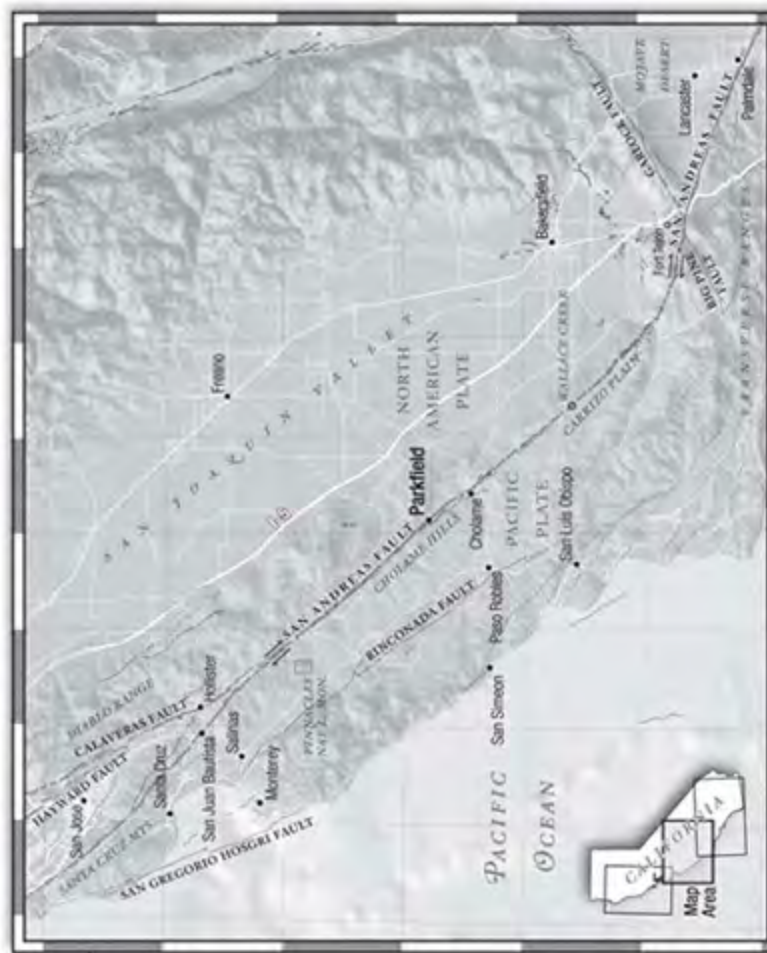 HAYWARD FAULT
San Jose
SANTA CRUZ MTS.
DIABLO RANGE
CALAVERAS FAULT
Santa Cruz
Hollister
San Juan Bautista
Salinas
Monterey
SAN GREGORIO HOSGRI FAULT
PINNACLES
NAT'L. MON.
SAN ANDREAS FAULT
SAN JOAQUIN VALLEY
Fresno
Parkfield
CHOLAME HILLS
Cholame
RINCONADA FAULT
NORTH
AMERICAN
PLATE
PACIFIC
PLATE
San Simeon
Paso Robles
San Luis Obispo
PACIFIC
OCEAN
WALLACE CREEK
CARRIZO PLAIN
Bakersfield
Fort Tejon
SAN ANDREAS FAULT
BIG PINE
FAULT
GARLOCK FAULT
MOJAVE
DESERT
Lancaster
Palmdale
TRANSVERSE RANGES
CALIFORNIA
Map
Area